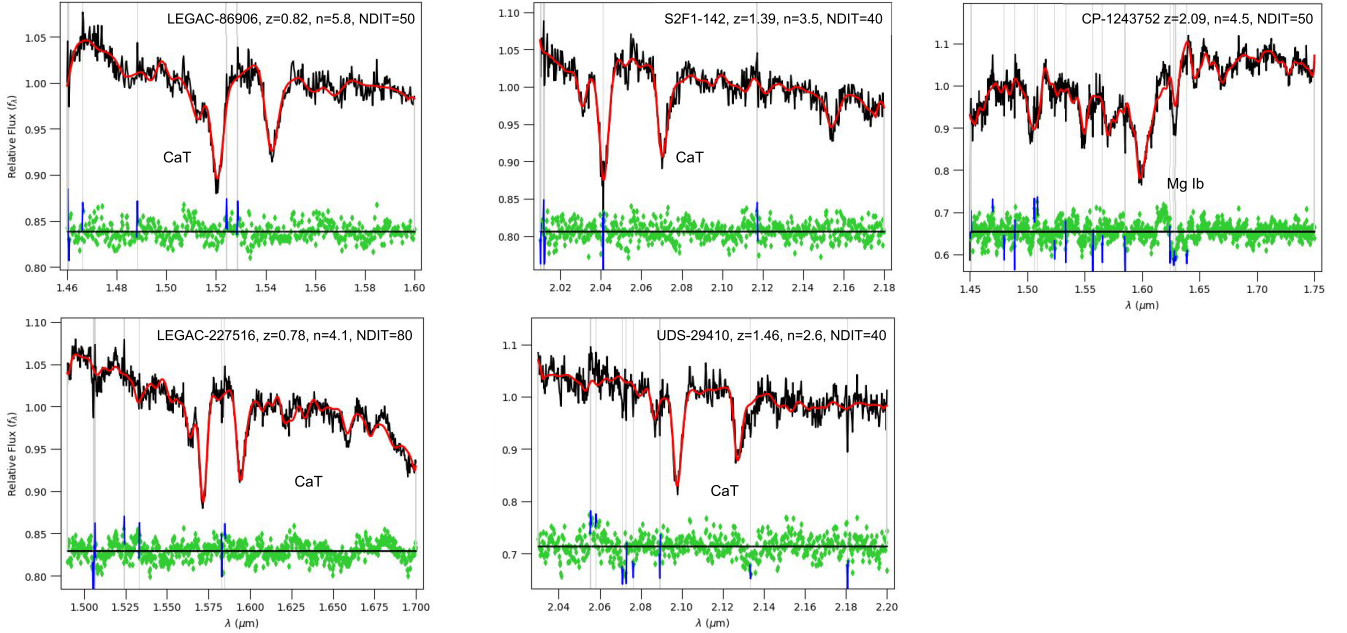 LEGAC-86906, z=0.82, n=5.8, NDIT=50
1.05
1.00
0.95
0.90
0.85
0.80
Relative Flux (fλ)
CaT
1.46 1.48 1.50 1.52 1.54 1.56 1.58 1.60
S2F1-142, z=1.39, n=3.5, NDIT=40
1.10
1.05
1.00
0.95
0.90
0.85
0.80
CaT
2.02 2.04 2.06 2.08 2.10 2.12 2.14 2.16 2.18
CP-1243752 z=2.09, n=4.5, NDIT=50
1.1
1.0
0.9
0.8
0.7
0.6
Mg Ib
1.45 1.50 1.55 1.60 1.65 1.70 1.75
λ (μm)
LEGAC-227516, z=0.78, n=4.1, NDIT=80
1.10
1.05
1.00
0.95
0.90
0.85
0.80
Relative Flux (fλ)
CaT
1.500 1.525 1.550 1.575 1.600 1.625 1.650 1.675 1.700
λ (μm)
UDS-29410, z=1.46, n=2.6, NDIT=40
1.1
1.0
0.9
0.8
0.7
CaT
2.04 2.06 2.08 2.10 2.12 2.14 2.16 2.18 2.20
λ (μm)